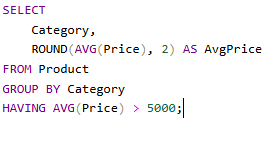 SELECT
    Category,
    ROUND(AVG(Price), 2) AS AvgPrice
FROM Product
GROUP BY Category
HAVING AVG(Price) > 5000;